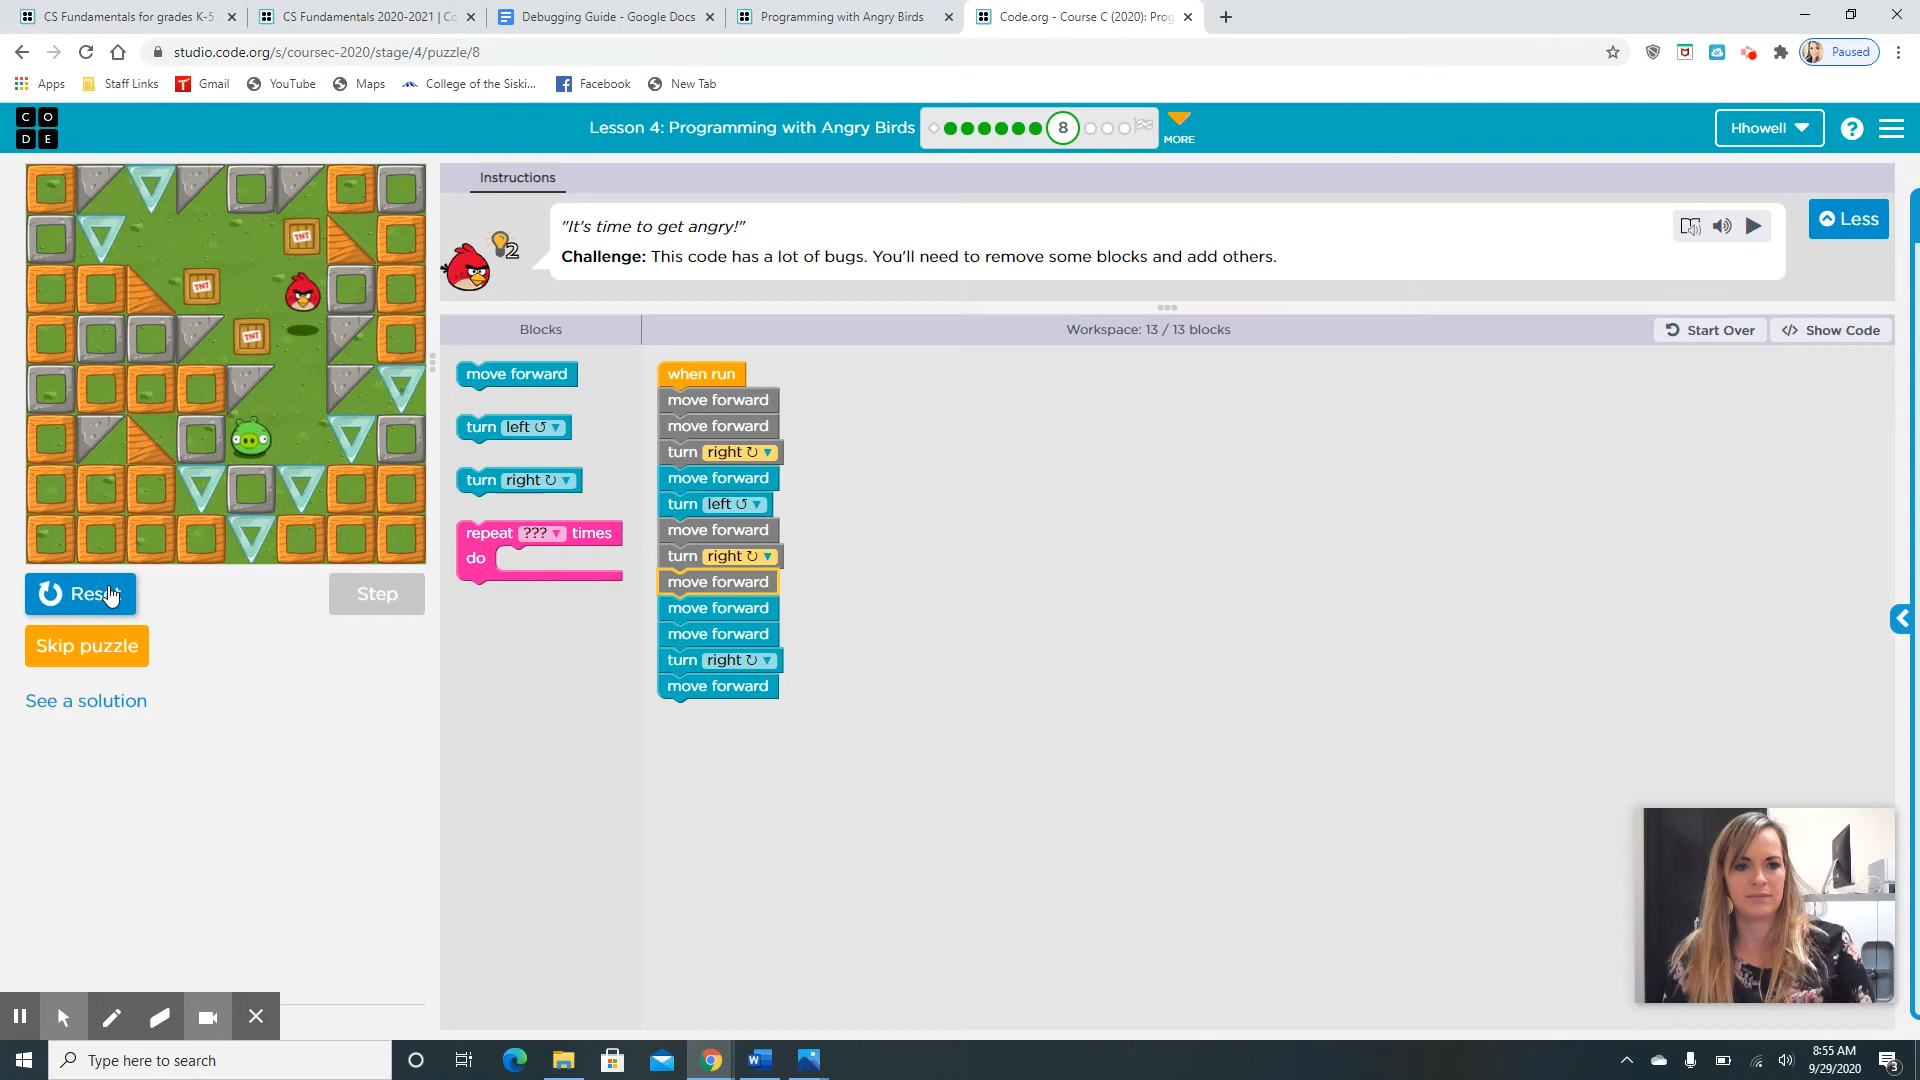 CS Fundamentals for grades K-5
CS Fundamentals 2020-2021 | Co
Debugging Guide - Google Docs
Programming with Angry Birds
Code.org - Course C (2020): Prog
studio.code.org/s/coursec-2020/stage/4/puzzle/8
Paused
Apps
Staff Links
Gmail
YouTube
Maps
College of the Siski...
Facebook
New Tab
C O
D E
Lesson 4: Programming with Angry Birds
8
MORE
Hhowell
?
Instructions
"It's time to get angry!"
Challenge: This code has a lot of bugs. You'll need to remove some blocks and add others.
2
Less
TNT
TNT
TNT
Blocks
Workspace: 13 / 13 blocks
Start Over
</> Show Code
move forward
turn left
turn right
repeat ??? times
do
when run
move forward
move forward
turn right
move forward
turn left
move forward
turn right
move forward
move forward
move forward
turn right
move forward
Step
Skip puzzle
See a solution
Type here to search
8:55 AM
9/29/2020
3